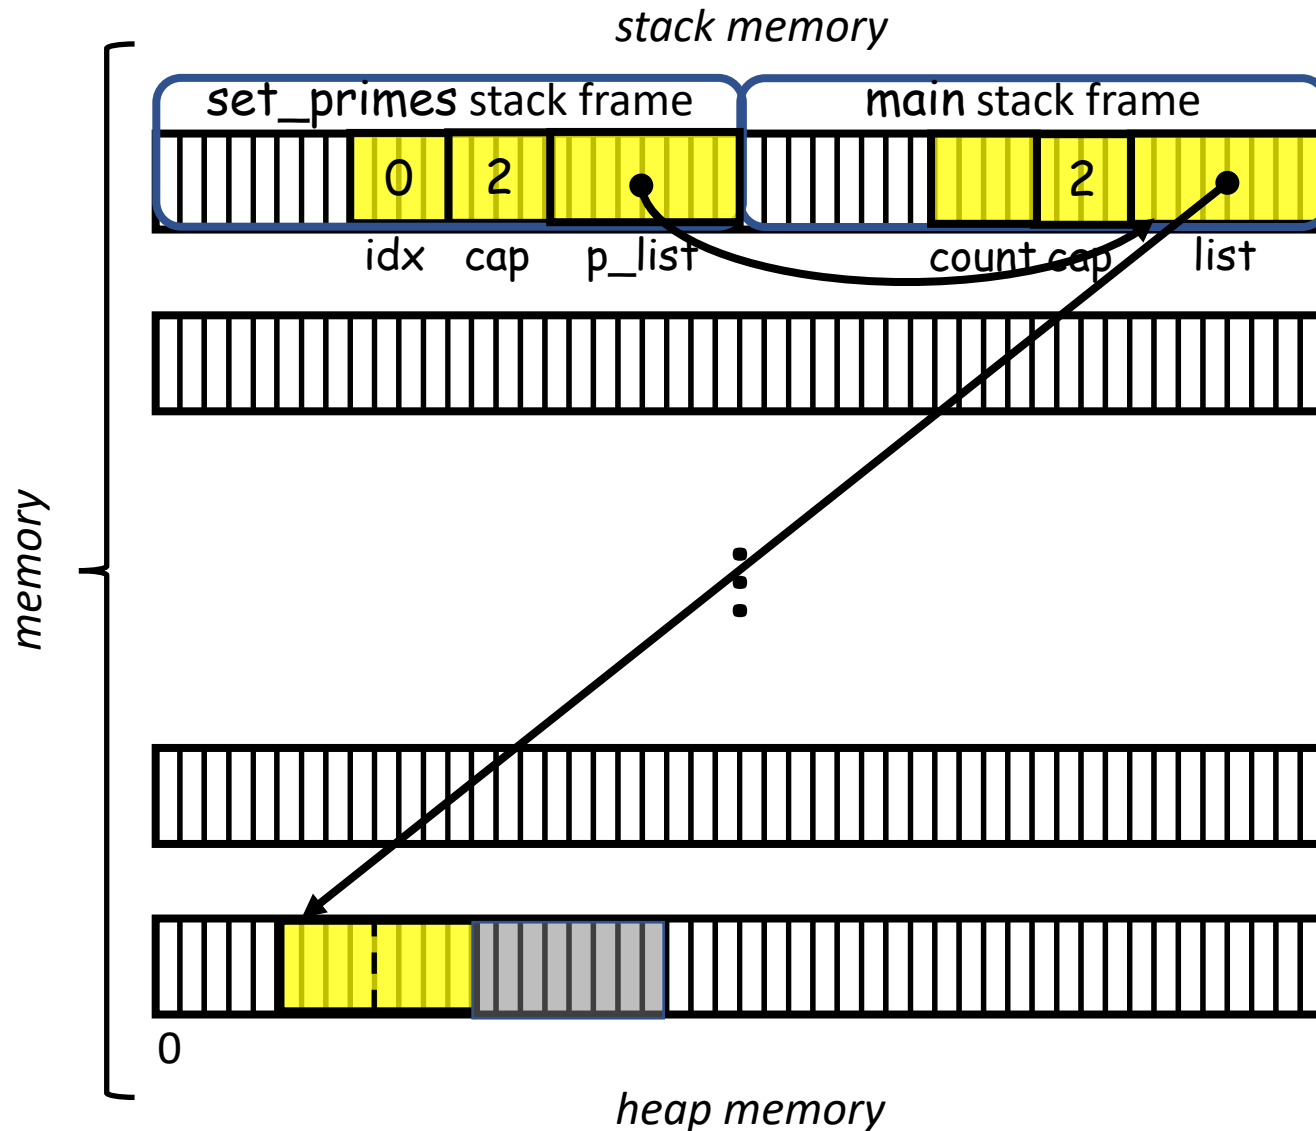 stack memory
set_primes stack frame
main stack frame
0 2 2
idx cap p_list count cap list
memory
0
heap memory